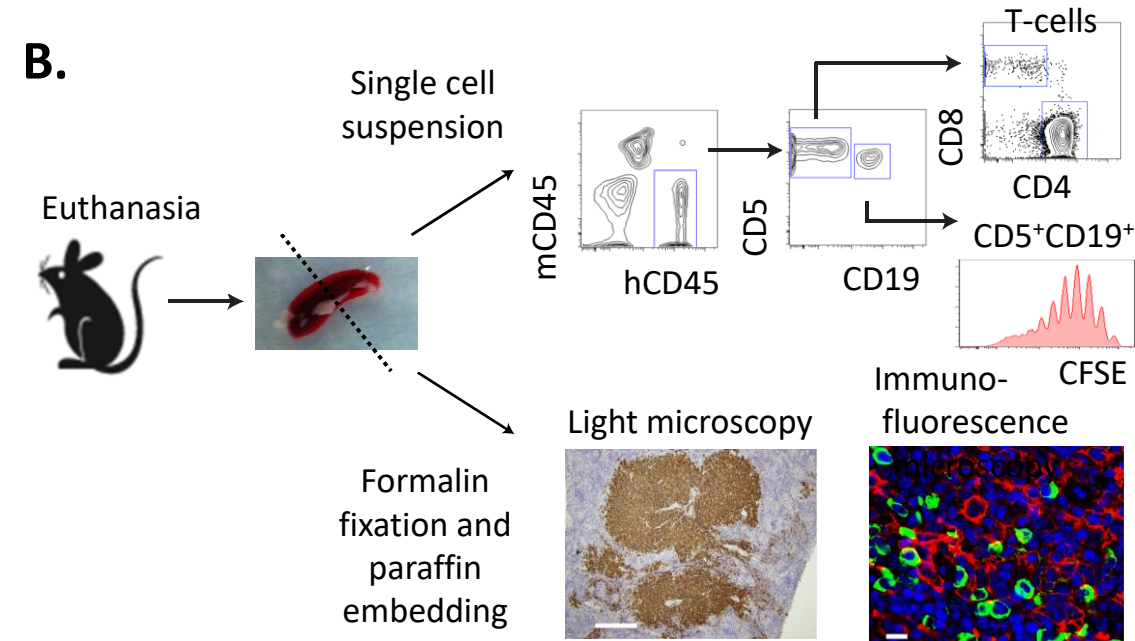 B.
Euthanasia
Single cell
suspension
mCD45
hCD45
CD5
CD19
T-cells
CD8
CD4
CD5⁺CD19⁺
CFSE
Formalin
fixation and
paraffin
embedding
Light microscopy
Immuno-
fluorescence
microscopy